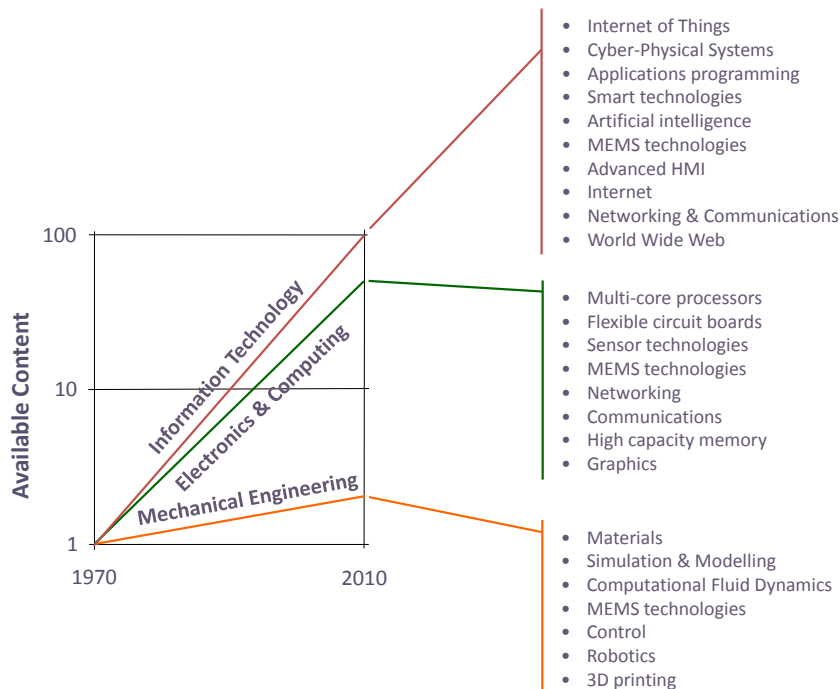 Internet of Things
Cyber-Physical Systems
Applications programming
Smart technologies
Artificial intelligence
MEMS technologies
Advanced HMI
Internet
Networking & Communications
World Wide Web
100
10
1
1970
2010
Available Content
Information Technology
Electronics & Computing
Mechanical Engineering
Multi-core processors
Flexible circuit boards
Sensor technologies
MEMS technologies
Networking
Communications
High capacity memory
Graphics
Materials
Simulation & Modelling
Computational Fluid Dynamics
MEMS technologies
Control
Robotics
3D printing